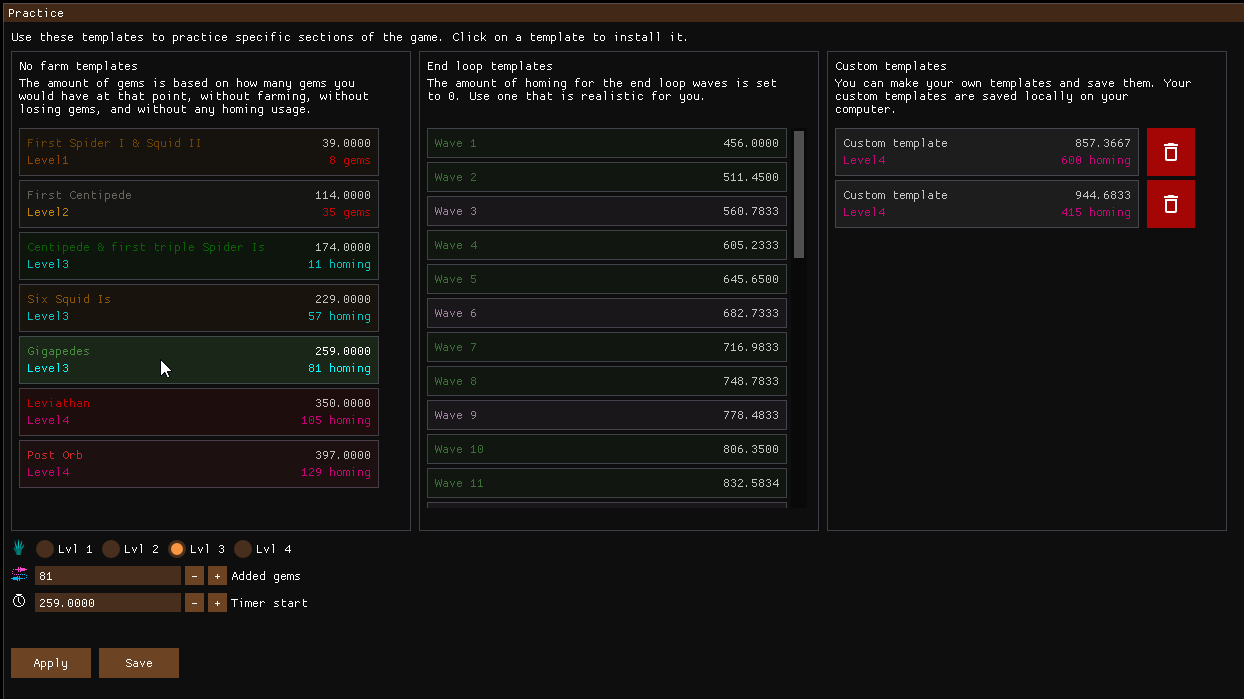 Practice
Use these templates to practice specific sections of the game. Click on a template to install it.
No farm templates
The amount of gems is based on how many gems you
would have at that point, without farming, without
losing gems, and without any homing usage.
First Spider I & Squid II 39.0000
Level1 8 gems
First Centipede 114.0000
Level2 35 gems
Centipede & first triple Spider Is 174.0000
Level3 11 homing
Six Squid Is 229.0000
Level3 57 homing
Gigapedes 259.0000
Level3 81 homing
Leviathan 350.0000
Level4 105 homing
Post Orb 397.0000
Level4 129 homing
End loop templates
The amount of homing for the end loop waves is set
to 0. Use one that is realistic for you.
Wave 1 456.0000
Wave 2 511.4500
Wave 3 560.7833
Wave 4 605.2333
Wave 5 645.6500
Wave 6 682.7333
Wave 7 716.9833
Wave 8 748.7833
Wave 9 778.4833
Wave 10 806.3500
Wave 11 832.5834
Custom templates
You can make your own templates and save them. Your
custom templates are saved locally on your
computer.
Custom template 857.3667
Level4 600 homing
Custom template 944.6833
Level4 415 homing
Lvl 1 Lvl 2 Lvl 3 Lvl 4
81 - + Added gems
259.0000 - + Timer start
Apply Save